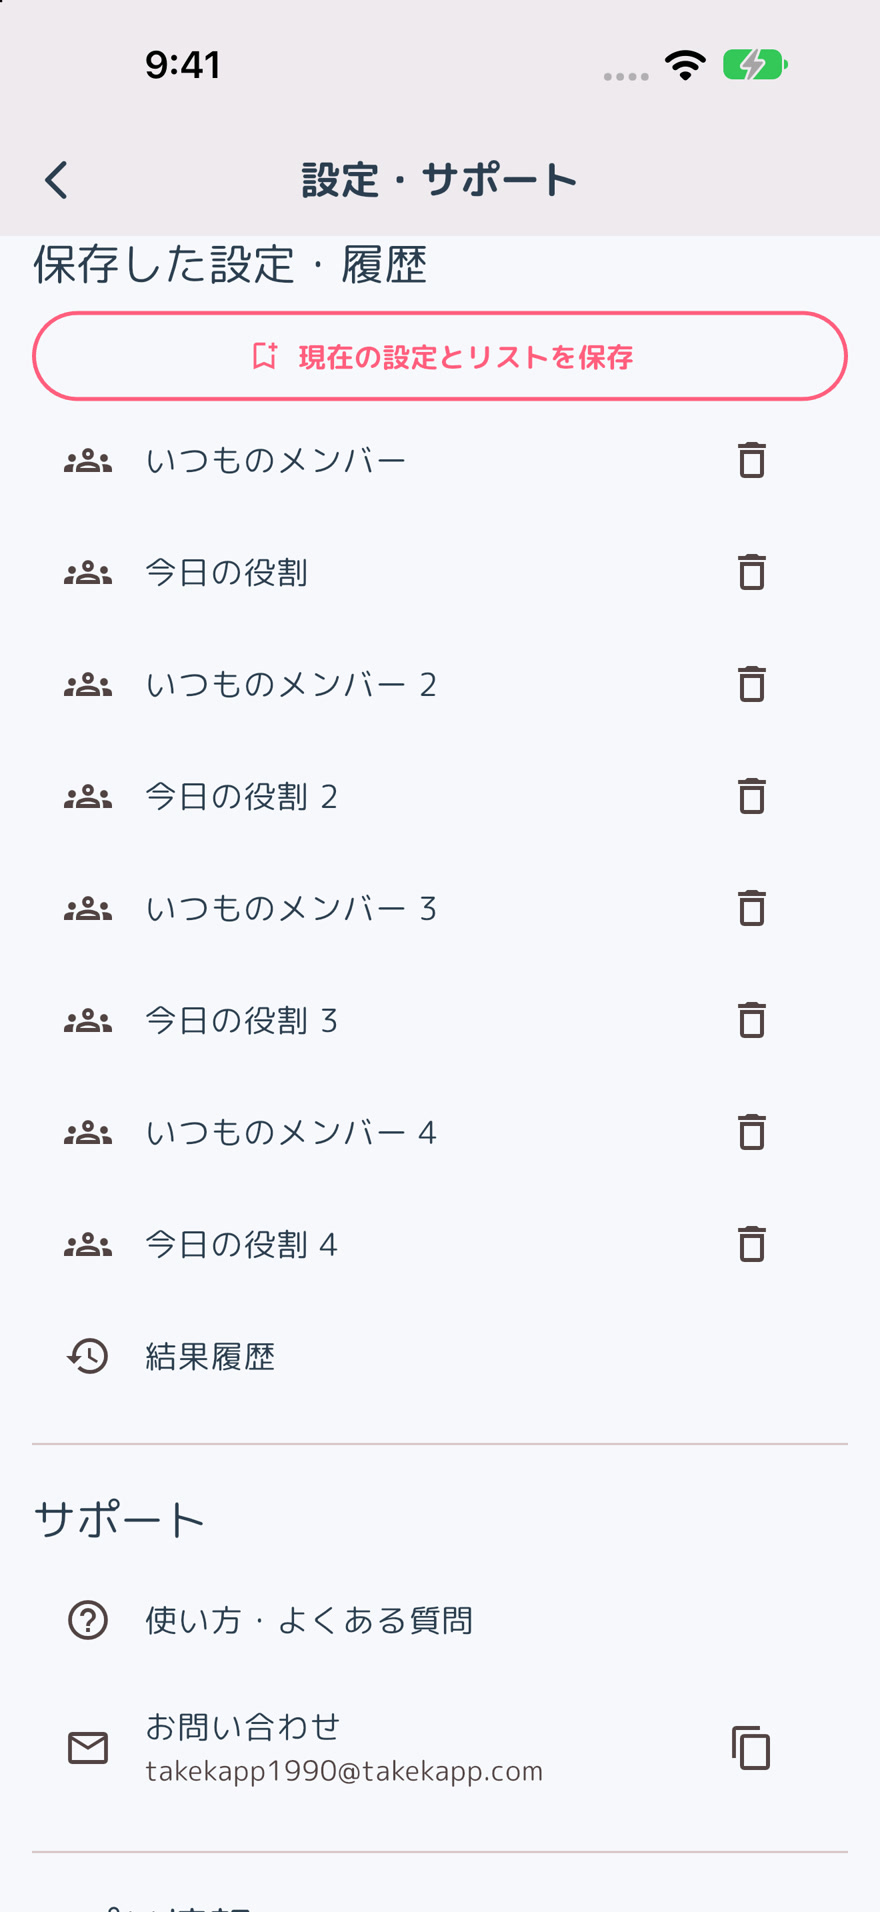 9:41
設定・サポート
保存した設定・履歴
現在の設定とリストを保存
いつものメンバー
今日の役割
いつものメンバー 2
今日の役割 2
いつものメンバー 3
今日の役割 3
いつものメンバー 4
今日の役割 4
結果履歴
サポート
使い方・よくある質問
お問い合わせ
takekapp1990@takekapp.com